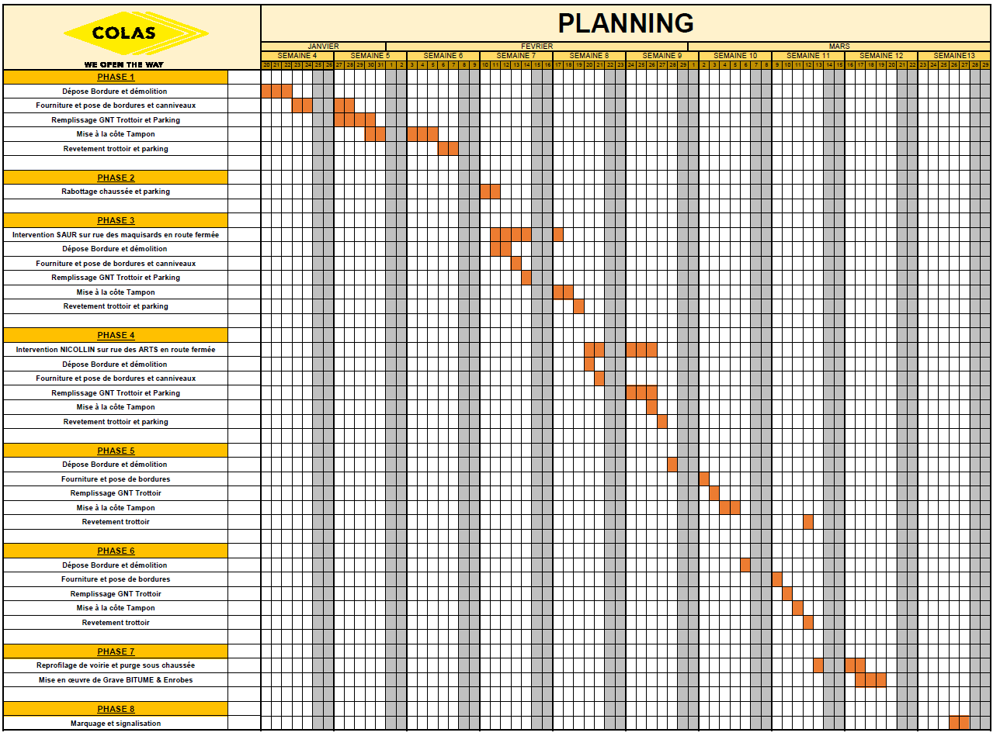 COLAS
WE OPEN THE WAY
PLANNING
JANVIER FEVRIER MARS
SEMAINE 4 SEMAINE 5 SEMAINE 6 SEMAINE 7 SEMAINE 8 SEMAINE 9 SEMAINE 10 SEMAINE 11 SEMAINE 12 SEMAINE13
20 21 22 23 24 25 26 27 28 29 30 31 1 2 3 4 5 6 7 8 9 10 11 12 13 14 15 16 17 18 19 20 21 22 23 24 25 26 27 28 29 1 2 3 4 5 6 7 8 9 10 11 12 13 14 15 16 17 18 19 20 21 22 23 24 25 26 27 28 29
PHASE 1
Dépose Bordure et démolition
Fourniture et pose de bordures et canniveaux
Remplissage GNT Trottoir et Parking
Mise à la côte Tampon
Revetement trottoir et parking
PHASE 2
Rabottage chaussée et parking
PHASE 3
Intervention SAUR sur rue des maquisards en route fermée
Dépose Bordure et démolition
Fourniture et pose de bordures et canniveaux
Remplissage GNT Trottoir et Parking
Mise à la côte Tampon
Revetement trottoir et parking
PHASE 4
Intervention NICOLLIN sur rue des ARTS en route fermée
Dépose Bordure et démolition
Fourniture et pose de bordures et canniveaux
Remplissage GNT Trottoir et Parking
Mise à la côte Tampon
Revetement trottoir et parking
PHASE 5
Dépose Bordure et démolition
Fourniture et pose de bordures
Remplissage GNT Trottoir
Mise à la côte Tampon
Revetement trottoir
PHASE 6
Dépose Bordure et démolition
Fourniture et pose de bordures
Remplissage GNT Trottoir
Mise à la côte Tampon
Revetement trottoir
PHASE 7
Reprofilage de voirie et purge sous chaussée
Mise en œuvre de Grave BITUME & Enrobes
PHASE 8
Marquage et signalisation